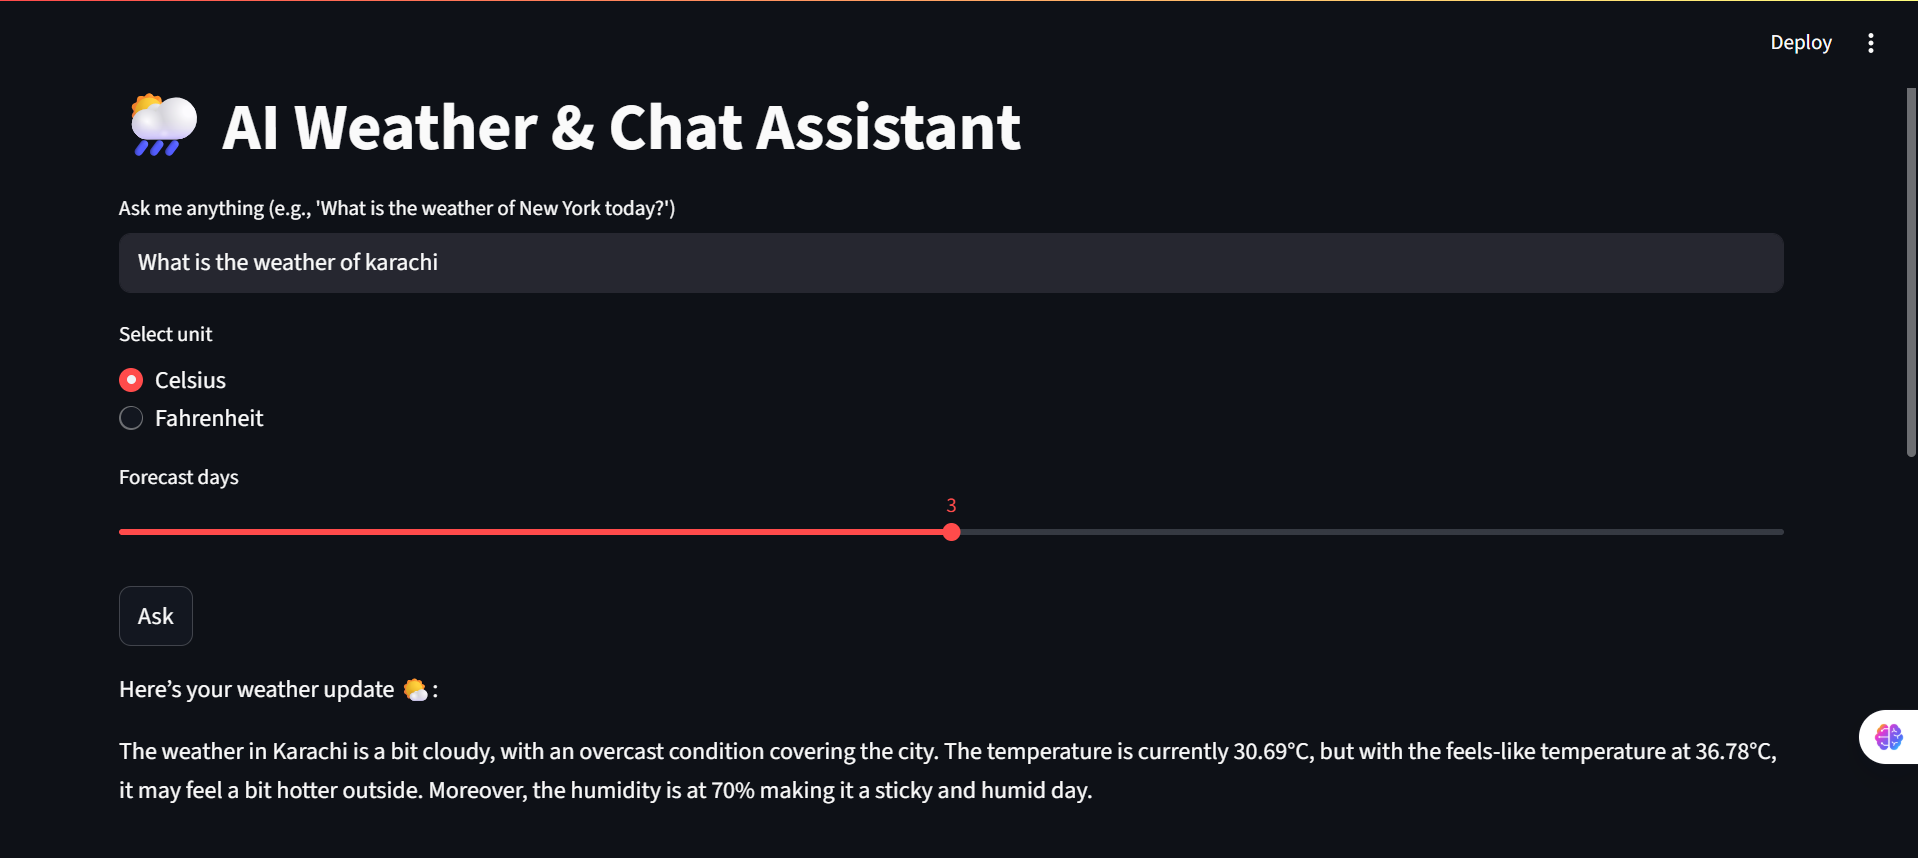 Deploy
AI Weather & Chat Assistant
Ask me anything (e.g., 'What is the weather of New York today?')
What is the weather of karachi
Select unit
Celsius
Fahrenheit
Forecast days
3
Ask
Here’s your weather update 🌤️:
The weather in Karachi is a bit cloudy, with an overcast condition covering the city. The temperature is currently 30.69°C, but with the feels-like temperature at 36.78°C,
it may feel a bit hotter outside. Moreover, the humidity is at 70% making it a sticky and humid day.